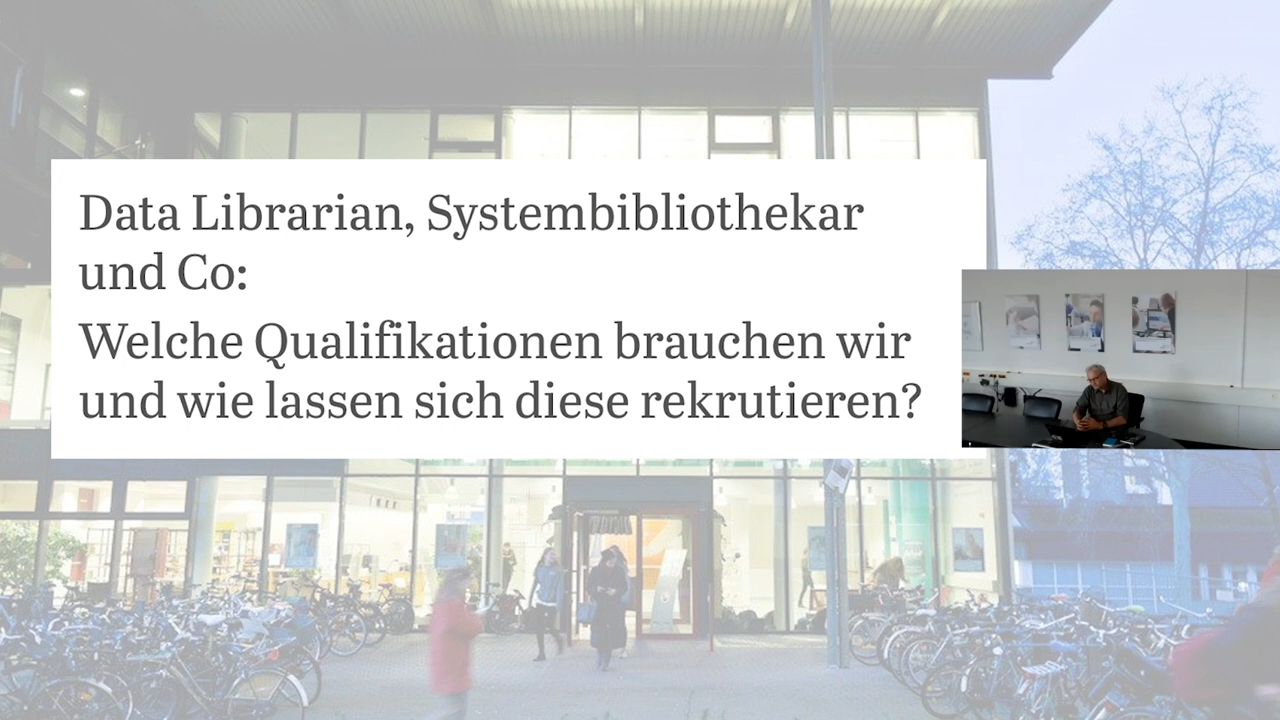 Data Librarian, Systembibliothekar
und Co:
Welche Qualifikationen brauchen wir
und wie lassen sich diese rekrutieren?